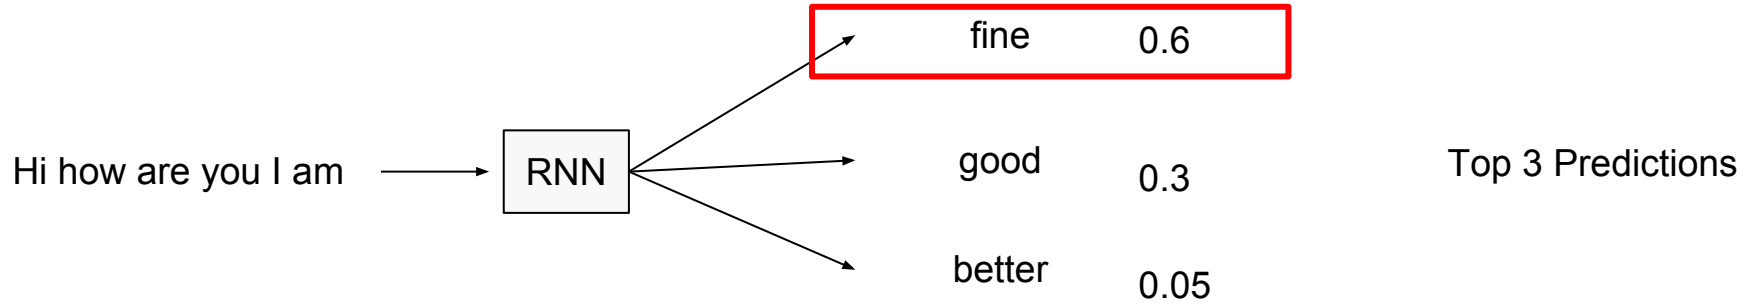 fine 0.6
Hi how are you I am RNN good 0.3 Top 3 Predictions
better 0.05